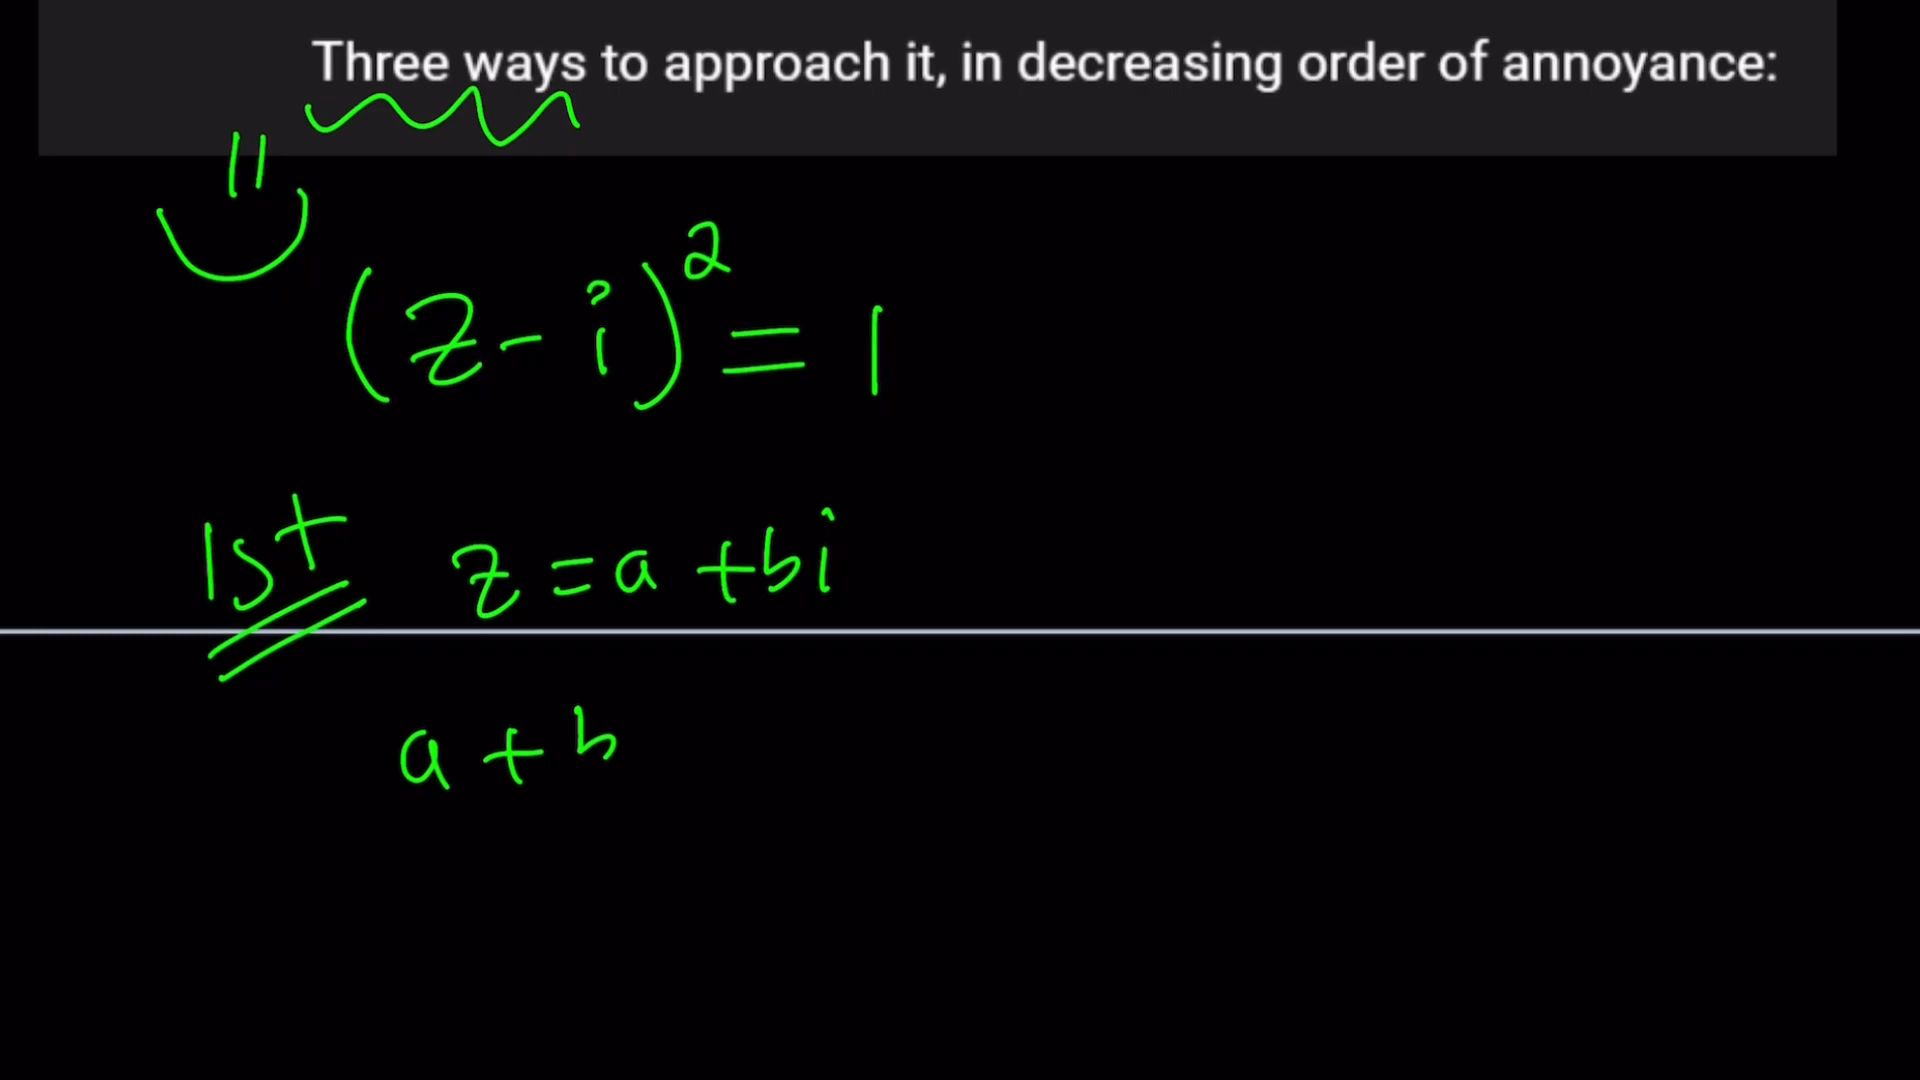 Three ways to approach it, in decreasing order of annoyance:
(z - i)² = 1
1st z = a + bi
a + b